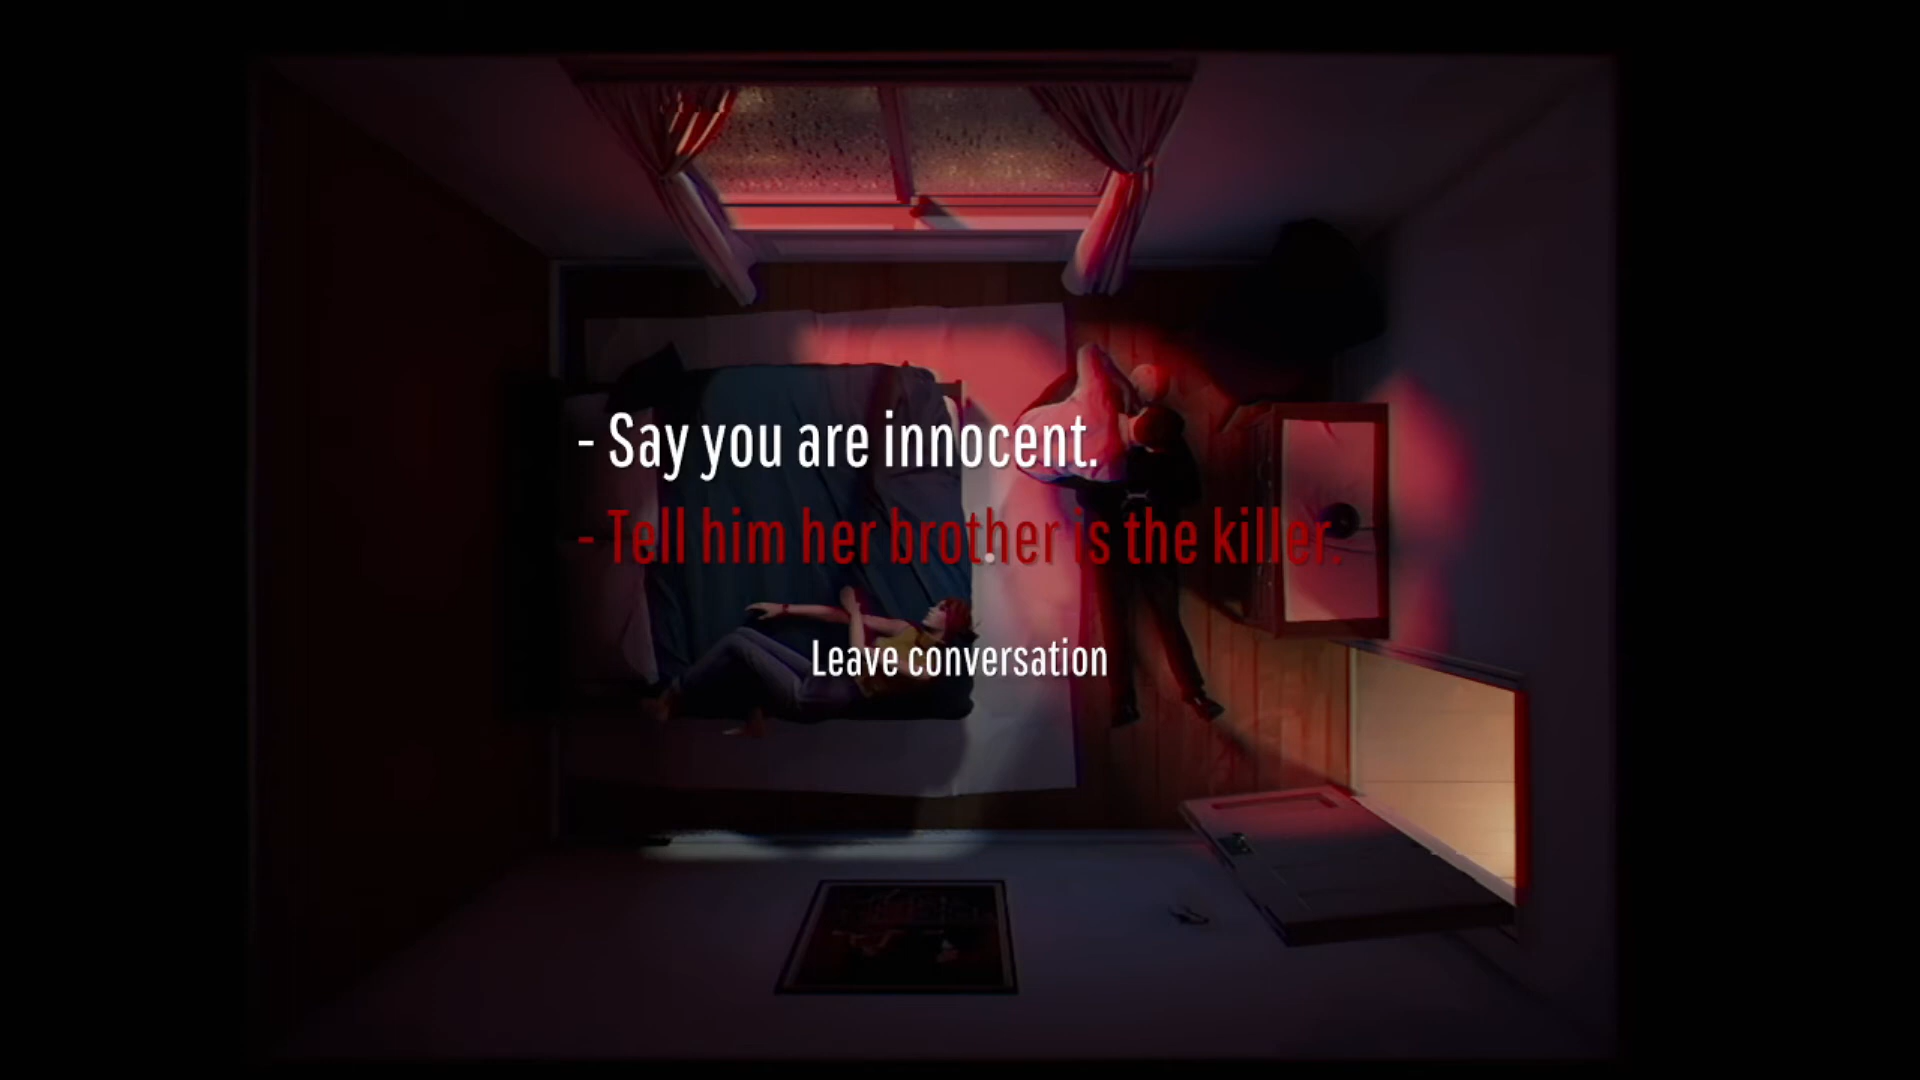 - Say you are innocent.
- Tell him her brother is the killer.
Leave conversation